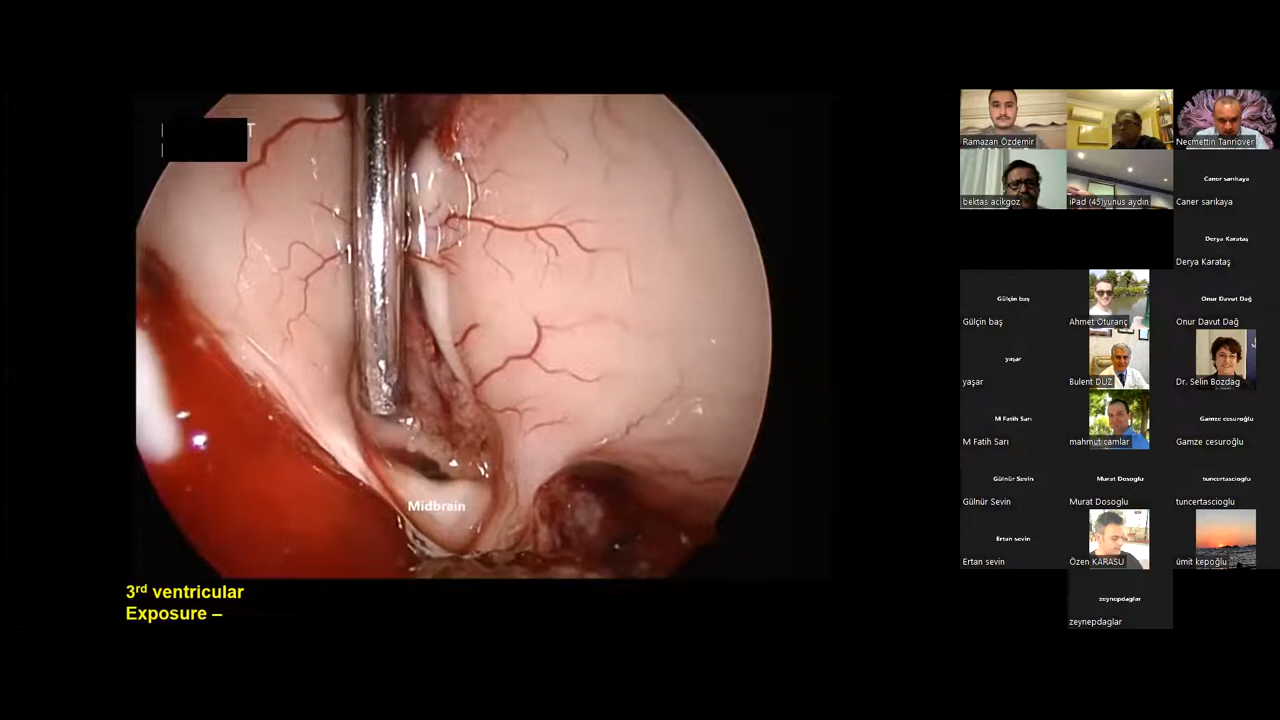 T
Midbrain
3rd ventricular
Exposure –
Ramazan Özdemir
Necmettin Tanriover
bektas acikgoz
iPad (45)yunus aydın
Caner sarıkaya
Caner sarıkaya
Derya Karataş
Derya Karataş
Gülçin baş
Gülçin baş
Ahmet Oturanç
Onur Davut Dağ
Onur Davut Dağ
yaşar
yaşar
Bulent DUZ
Dr. Selin Bozdag
M Fatih Sarı
M Fatih Sarı
mahmut camlar
Gamze cesuroğlu
Gamze cesuroğlu
Gülnür Sevin
Gülnür Sevin
Murat Dosoglu
Murat Dosoglu
tuncertascioglu
tuncertascioglu
Ertan sevin
Ertan sevin
Özen KARASU
ümit kepoğlu
zeynepdaglar
zeynepdaglar